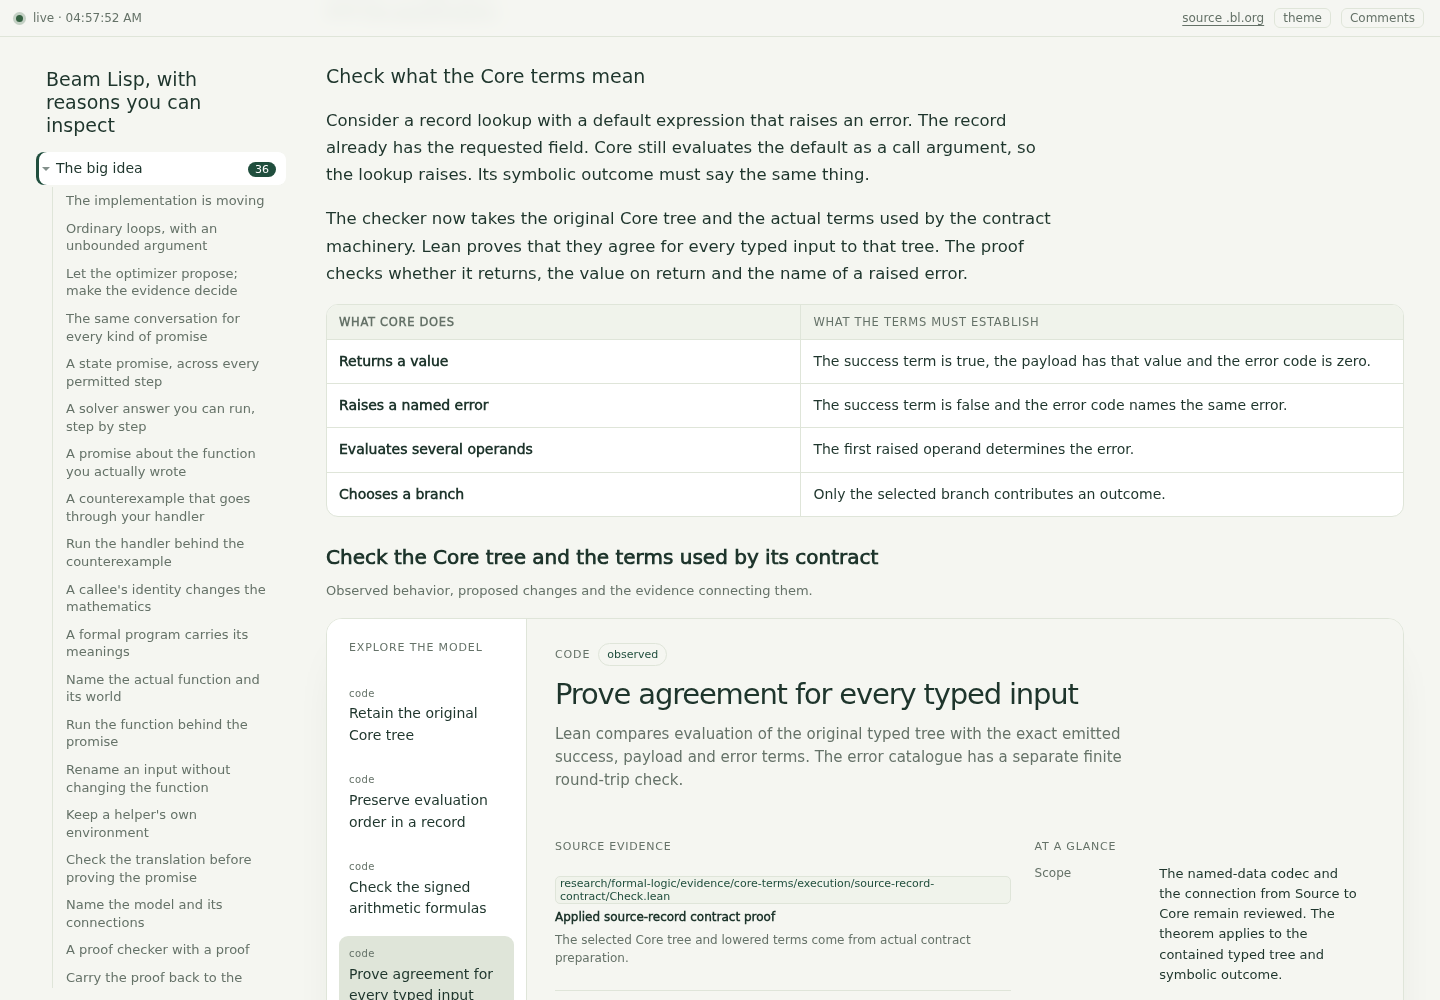 live · 04:57:52 AM
source .bl.org
theme
Comments
Beam Lisp, with
reasons you can
inspect
The big idea
36
The implementation is moving
Ordinary loops, with an
unbounded argument
Let the optimizer propose;
make the evidence decide
The same conversation for
every kind of promise
A state promise, across every
permitted step
A solver answer you can run,
step by step
A promise about the function
you actually wrote
A counterexample that goes
through your handler
Run the handler behind the
counterexample
A callee's identity changes the
mathematics
A formal program carries its
meanings
Name the actual function and
its world
Run the function behind the
promise
Rename an input without
changing the function
Keep a helper's own
environment
Check the translation before
proving the promise
Name the model and its
connections
A proof checker with a proof
Carry the proof back to the
Check what the Core terms mean
Consider a record lookup with a default expression that raises an error. The record
already has the requested field. Core still evaluates the default as a call argument, so
the lookup raises. Its symbolic outcome must say the same thing.
The checker now takes the original Core tree and the actual terms used by the contract
machinery. Lean proves that they agree for every typed input to that tree. The proof
checks whether it returns, the value on return and the name of a raised error.
WHAT CORE DOES
WHAT THE TERMS MUST ESTABLISH
Returns a value
The success term is true, the payload has that value and the error code is zero.
Raises a named error
The success term is false and the error code names the same error.
Evaluates several operands
The first raised operand determines the error.
Chooses a branch
Only the selected branch contributes an outcome.
Check the Core tree and the terms used by its contract
Observed behavior, proposed changes and the evidence connecting them.
EXPLORE THE MODEL
code
Retain the original
Core tree
code
Preserve evaluation
order in a record
code
Check the signed
arithmetic formulas
code
Prove agreement for
every typed input
CODE
observed
Prove agreement for every typed input
Lean compares evaluation of the original typed tree with the exact emitted
success, payload and error terms. The error catalogue has a separate finite
round-trip check.
SOURCE EVIDENCE
research/formal-logic/evidence/core-terms/execution/source-record-
contract/Check.lean
Applied source-record contract proof
The selected Core tree and lowered terms come from actual contract
preparation.
AT A GLANCE
Scope
The named-data codec and
the connection from Source to
Core remain reviewed. The
theorem applies to the
contained typed tree and
symbolic outcome.